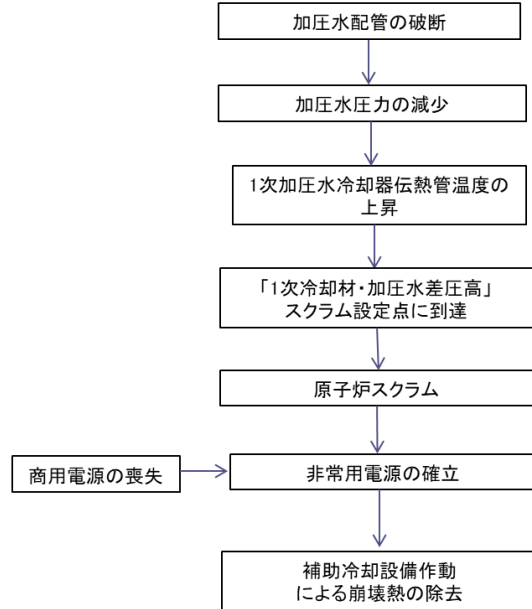 加圧水配管の破断
加圧水圧力の減少
1次加圧水冷却器伝熱管温度の
上昇
「1次冷却材・加圧水差圧高」
スクラム設定点に到達
原子炉スクラム
商用電源の喪失
非常用電源の確立
補助冷却設備作動
による崩壊熱の除去